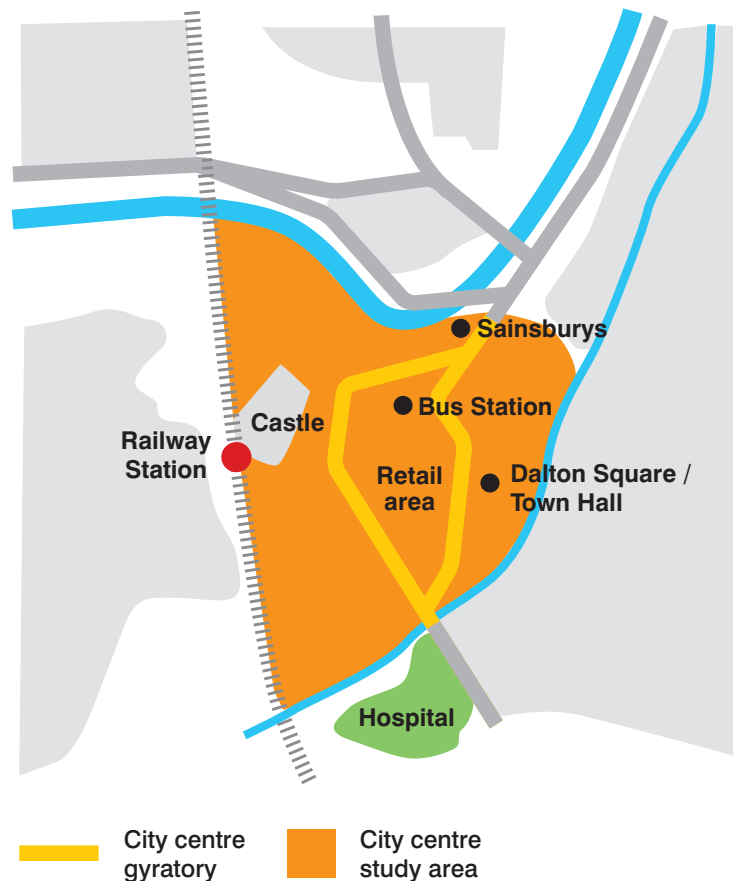 Sainsburys
Bus Station
Castle
Railway
Station
Retail
area
Dalton Square /
Town Hall
Hospital
City centre
gyratory
City centre
study area